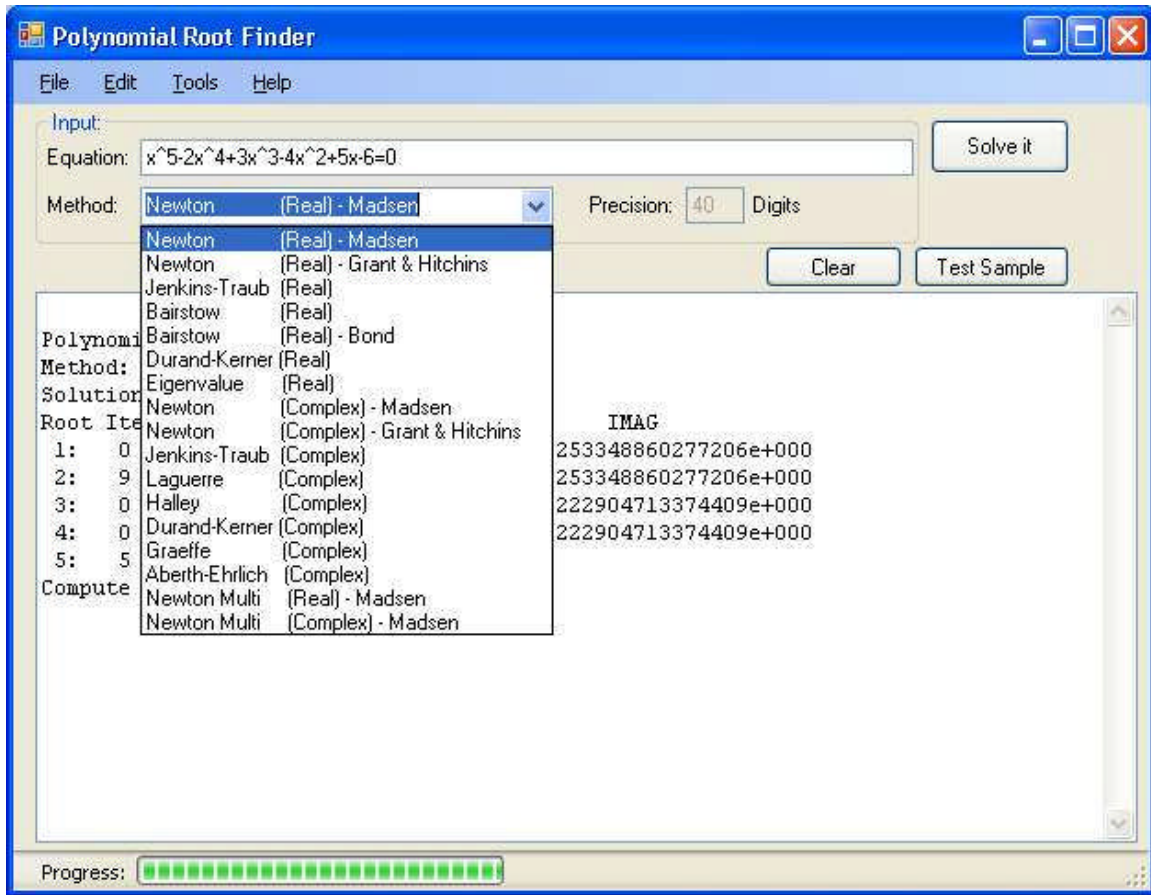 Polynomial Root Finder
File Edit Tools Help
Input:
Equation: x^5-2x^4+3x^3-4x^2+5x-6=0
Solve it
Method: Newton (Real) - Madsen Precision: 40 Digits
Clear Test Sample
Newton (Real) - Madsen
Newton (Real) - Grant & Hitchins
Jenkins-Traub (Real)
Bairstow (Real)
Bairstow (Real) - Bond
Durand-Kerner (Real)
Eigenvalue (Real)
Newton (Complex) - Madsen
Newton (Complex) - Grant & Hitchins
Jenkins-Traub (Complex)
Laguerre (Complex)
Halley (Complex)
Durand-Kerner (Complex)
Graeffe (Complex)
Aberth-Ehrlich (Complex)
Newton Multi (Real) - Madsen
Newton Multi (Complex) - Madsen
Polynomi
Method:
Solution
Root Ite IMAG
1: 0 253348860277206e+000
2: 9 253348860277206e+000
3: 0 222904713374409e+000
4: 0 222904713374409e+000
5: 5
Compute
Progress: